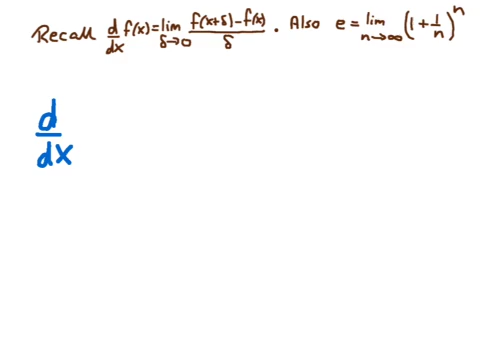 Recall d/dx f(x) = lim δ→0 f(x+δ)-f(x)/δ . Also e = lim n→∞ (1 + 1/n)^n
d/dx